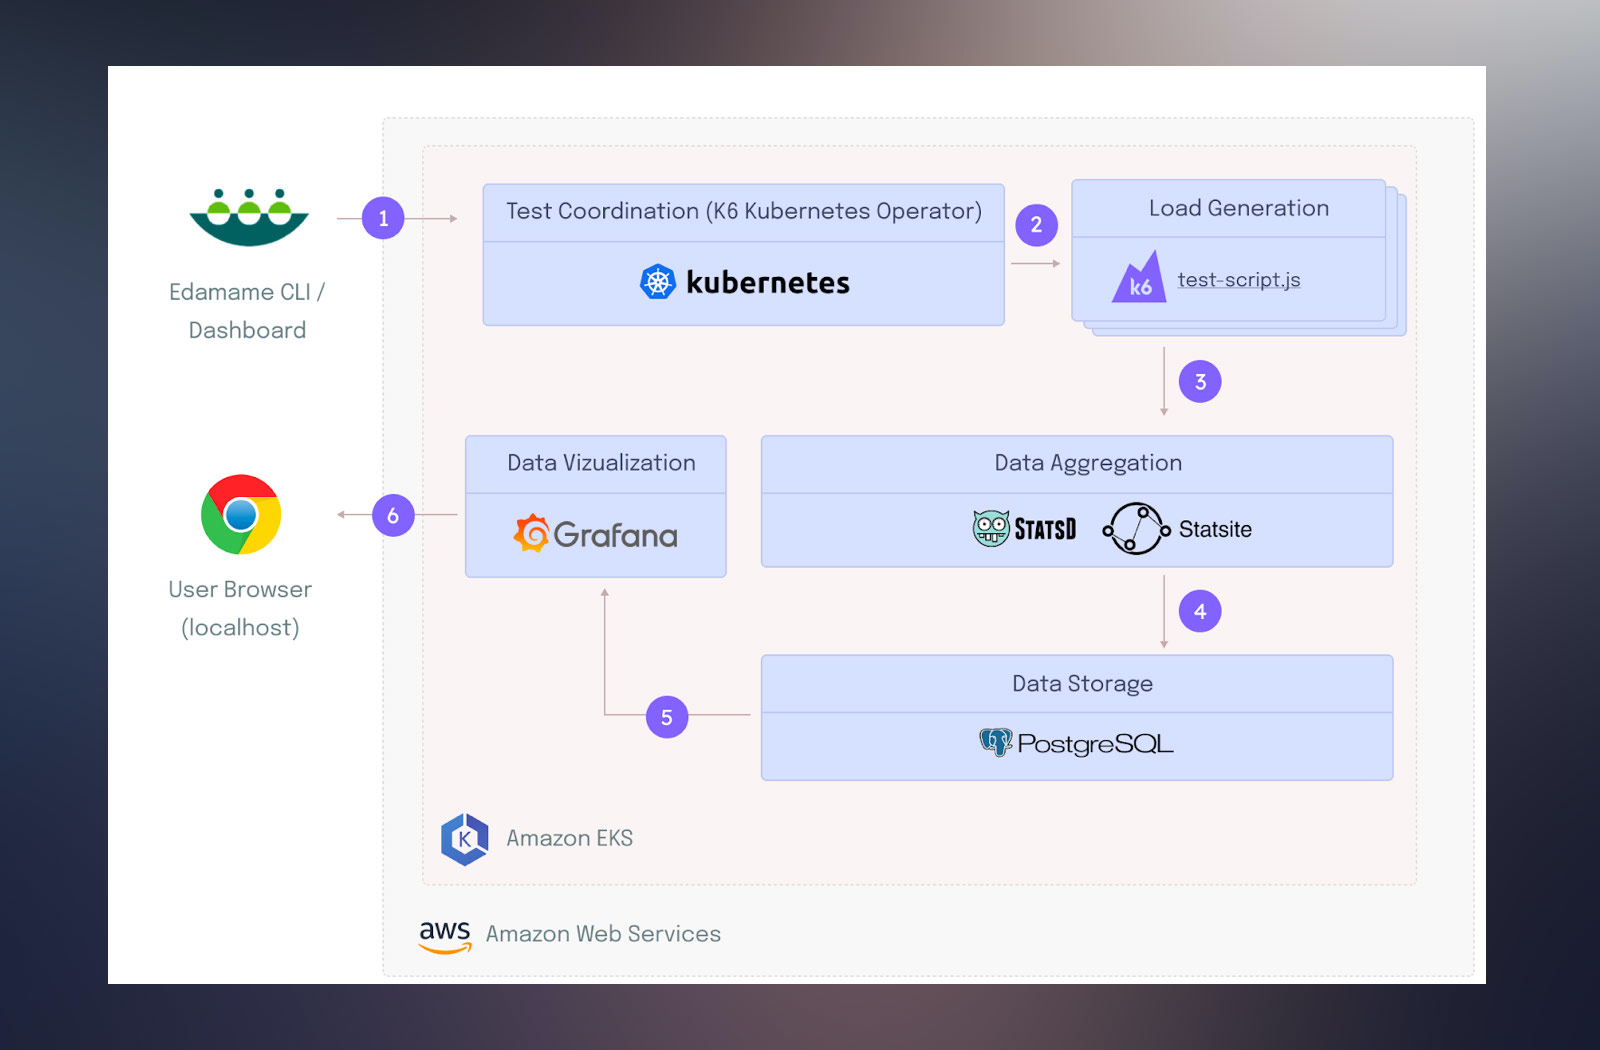 1
Test Coordination (K6 Kubernetes Operator)
kubernetes
2
Load Generation
k6
test-script.js
Edamame CLI /
Dashboard
3
Data Vizualization
Grafana
Data Aggregation
STATSD
Statsite
6
User Browser
(localhost)
4
5
Data Storage
PostgreSQL
K
Amazon EKS
aws
Amazon Web Services